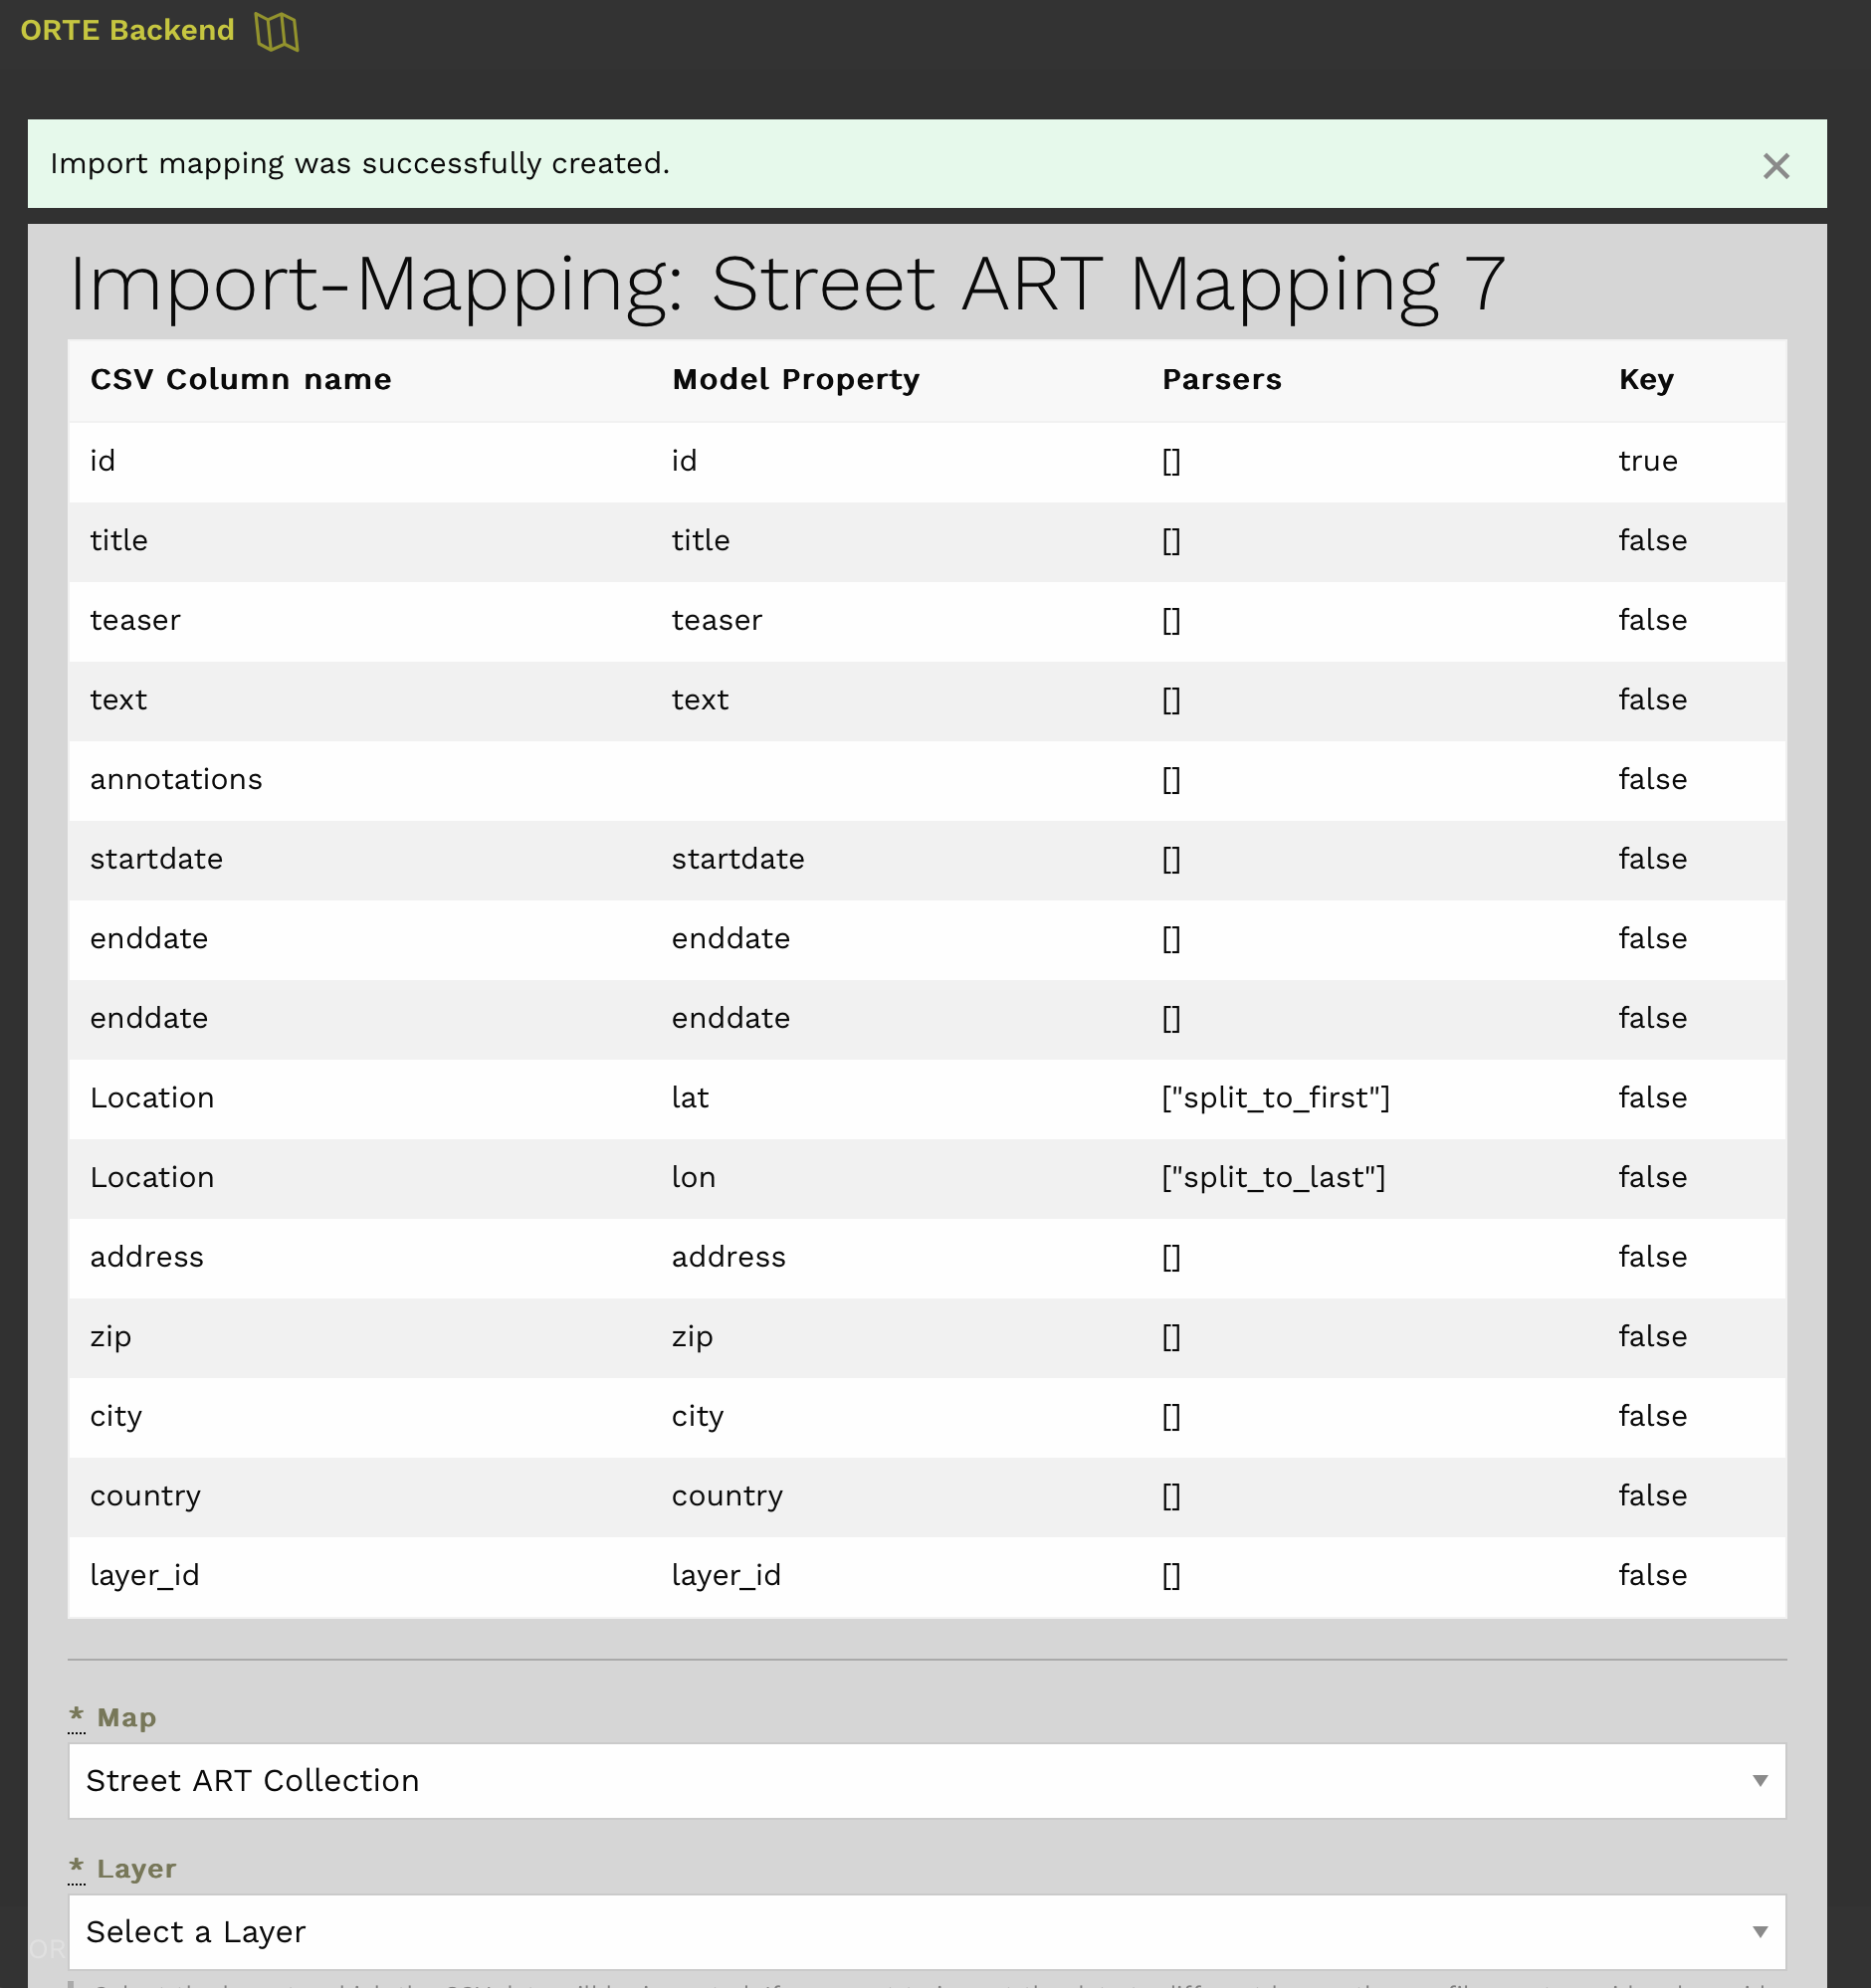 ORTE Backend
Import mapping was successfully created.
Import-Mapping: Street ART Mapping 7
CSV Column name Model Property Parsers Key
id id [] true
title title [] false
teaser teaser [] false
text text [] false
annotations [] false
startdate startdate [] false
enddate enddate [] false
enddate enddate [] false
Location lat ["split_to_first"] false
Location lon ["split_to_last"] false
address address [] false
zip zip [] false
city city [] false
country country [] false
layer_id layer_id [] false
* Map
Street ART Collection
* Layer
Select a Layer
OR